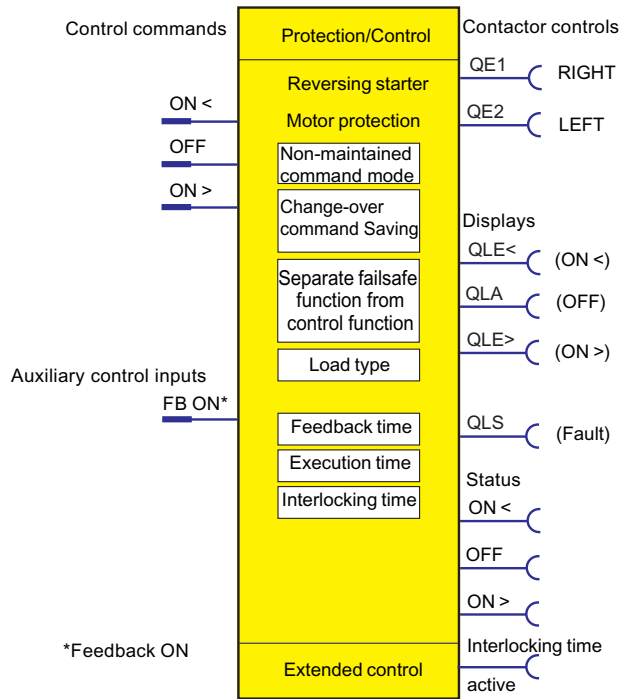 Control commands
Protection/Control
Contactor controls
Reversing starter
QE1
RIGHT
ON <
Motor protection
QE2
LEFT
OFF
Non-maintained
command mode
ON >
Change-over
command Saving
Displays
QLE<
(ON <)
Separate failsafe
function from
control function
QLA
(OFF)
QLE>
(ON >)
Load type
Auxiliary control inputs
FB ON*
Feedback time
QLS
(Fault)
Execution time
Status
Interlocking time
ON <
OFF
ON >
*Feedback ON
Extended control
Interlocking time
active